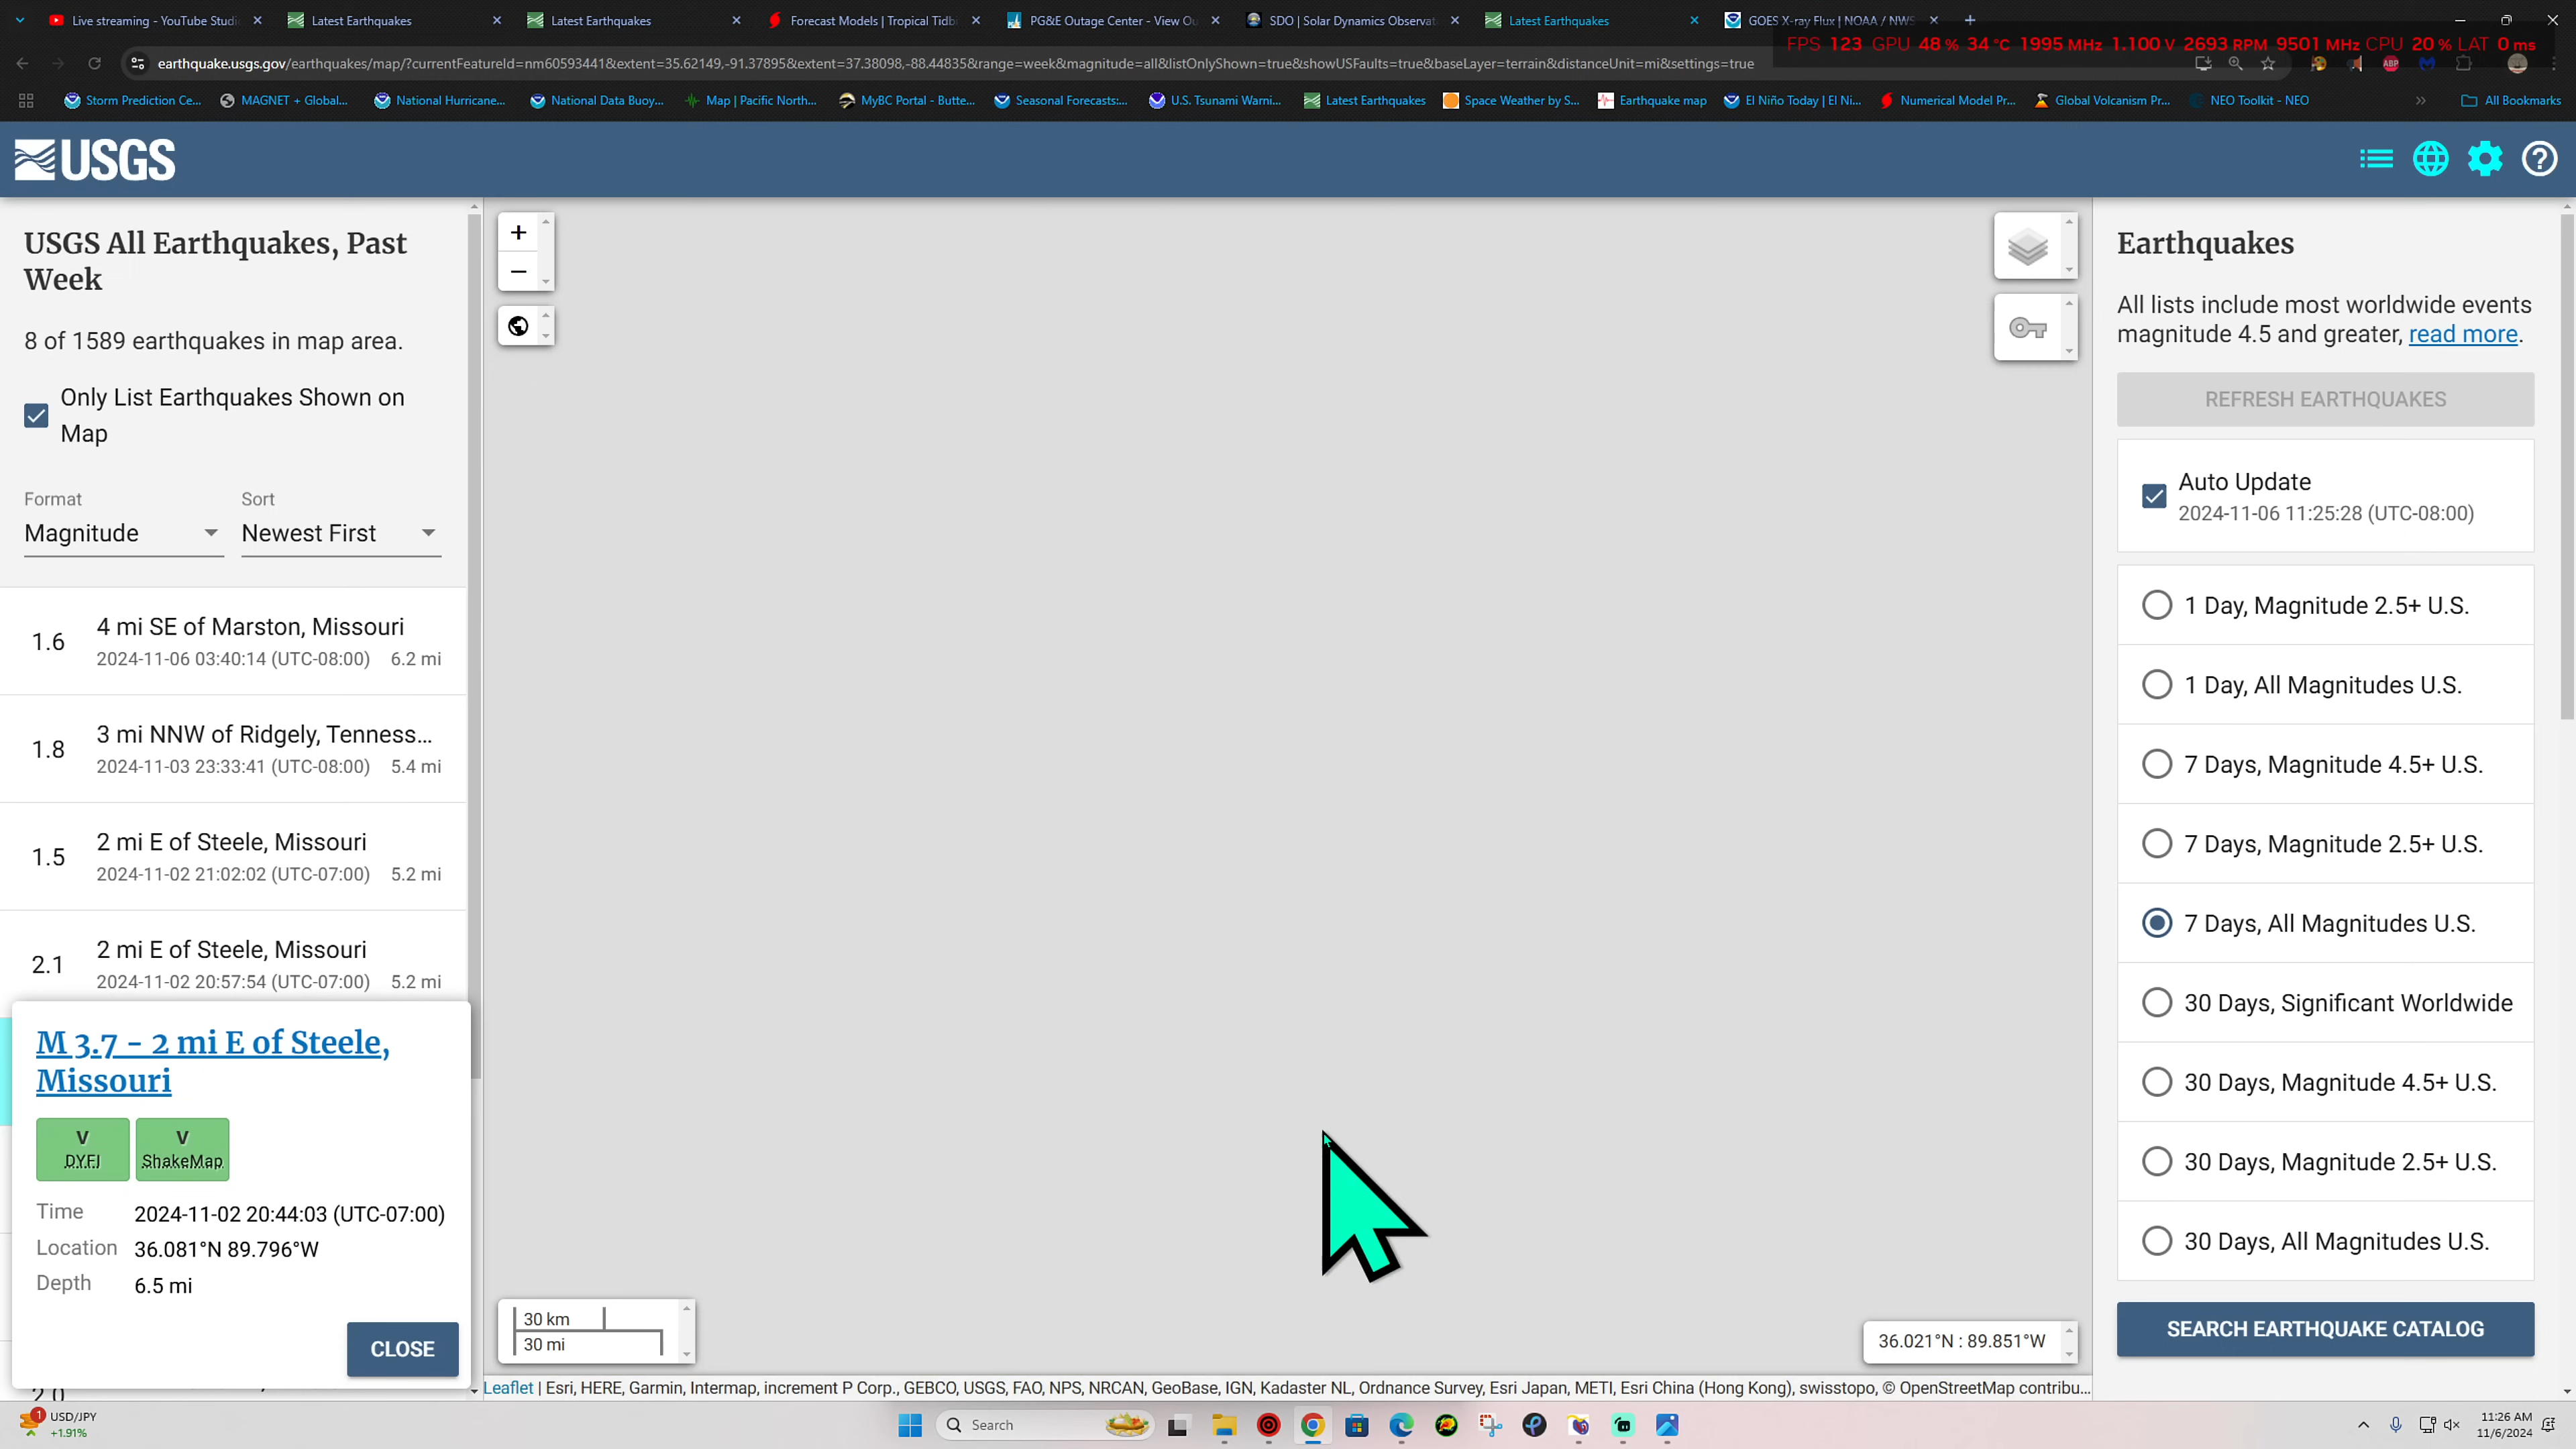 Live streaming - YouTube Studi
Latest Earthquakes
Latest Earthquakes
Forecast Models | Tropical Tidbi
PG&E Outage Center - View Ou
SDO | Solar Dynamics Observat
Latest Earthquakes
GOES X-ray Flux | NOAA / NWS
FPS 123 GPU 48 % 34 °C 1995 MHz 1.100 V 2693 RPM 9501 MHz CPU 20 % LAT 0 ms
earthquake.usgs.gov/earthquakes/map/?currentFeatureId=nm60593441&extent=35.62149,-91.37895&extent=37.38098,-88.44835&range=week&magnitude=all&listOnlyShown=true&showUSFaults=true&baseLayer=terrain&distanceUnit=mi&settings=true
ABP
Storm Prediction Ce...
MAGNET + Global...
National Hurricane...
National Data Buoy...
Map | Pacific North...
MyBC Portal - Butte...
Seasonal Forecasts:...
U.S. Tsunami Warni...
Latest Earthquakes
Space Weather by S...
Earthquake map
El Niño Today | El Ni...
Numerical Model Pr...
Global Volcanism Pr...
NEO Toolkit - NEO
»
All Bookmarks
USGS
USGS All Earthquakes, Past
Week
8 of 1589 earthquakes in map area.
Only List Earthquakes Shown on
Map
Format
Sort
Magnitude
Newest First
1.6
4 mi SE of Marston, Missouri
2024-11-06 03:40:14 (UTC-08:00) 6.2 mi
1.8
3 mi NNW of Ridgely, Tenness...
2024-11-03 23:33:41 (UTC-08:00) 5.4 mi
1.5
2 mi E of Steele, Missouri
2024-11-02 21:02:02 (UTC-07:00) 5.2 mi
2.1
2 mi E of Steele, Missouri
2024-11-02 20:57:54 (UTC-07:00) 5.2 mi
M 3.7 - 2 mi E of Steele,
Missouri
V
DYFI
V
ShakeMap
Time 2024-11-02 20:44:03 (UTC-07:00)
Location 36.081°N 89.796°W
Depth 6.5 mi
CLOSE
2.0
+
−
30 km
30 mi
36.021°N : 89.851°W
Leaflet | Esri, HERE, Garmin, Intermap, increment P Corp., GEBCO, USGS, FAO, NPS, NRCAN, GeoBase, IGN, Kadaster NL, Ordnance Survey, Esri Japan, METI, Esri China (Hong Kong), swisstopo, © OpenStreetMap contribu...
Earthquakes
All lists include most worldwide events
magnitude 4.5 and greater, read more.
REFRESH EARTHQUAKES
Auto Update
2024-11-06 11:25:28 (UTC-08:00)
1 Day, Magnitude 2.5+ U.S.
1 Day, All Magnitudes U.S.
7 Days, Magnitude 4.5+ U.S.
7 Days, Magnitude 2.5+ U.S.
7 Days, All Magnitudes U.S.
30 Days, Significant Worldwide
30 Days, Magnitude 4.5+ U.S.
30 Days, Magnitude 2.5+ U.S.
30 Days, All Magnitudes U.S.
SEARCH EARTHQUAKE CATALOG
1
USD/JPY
+1.91%
Search
11:26 AM
11/6/2024